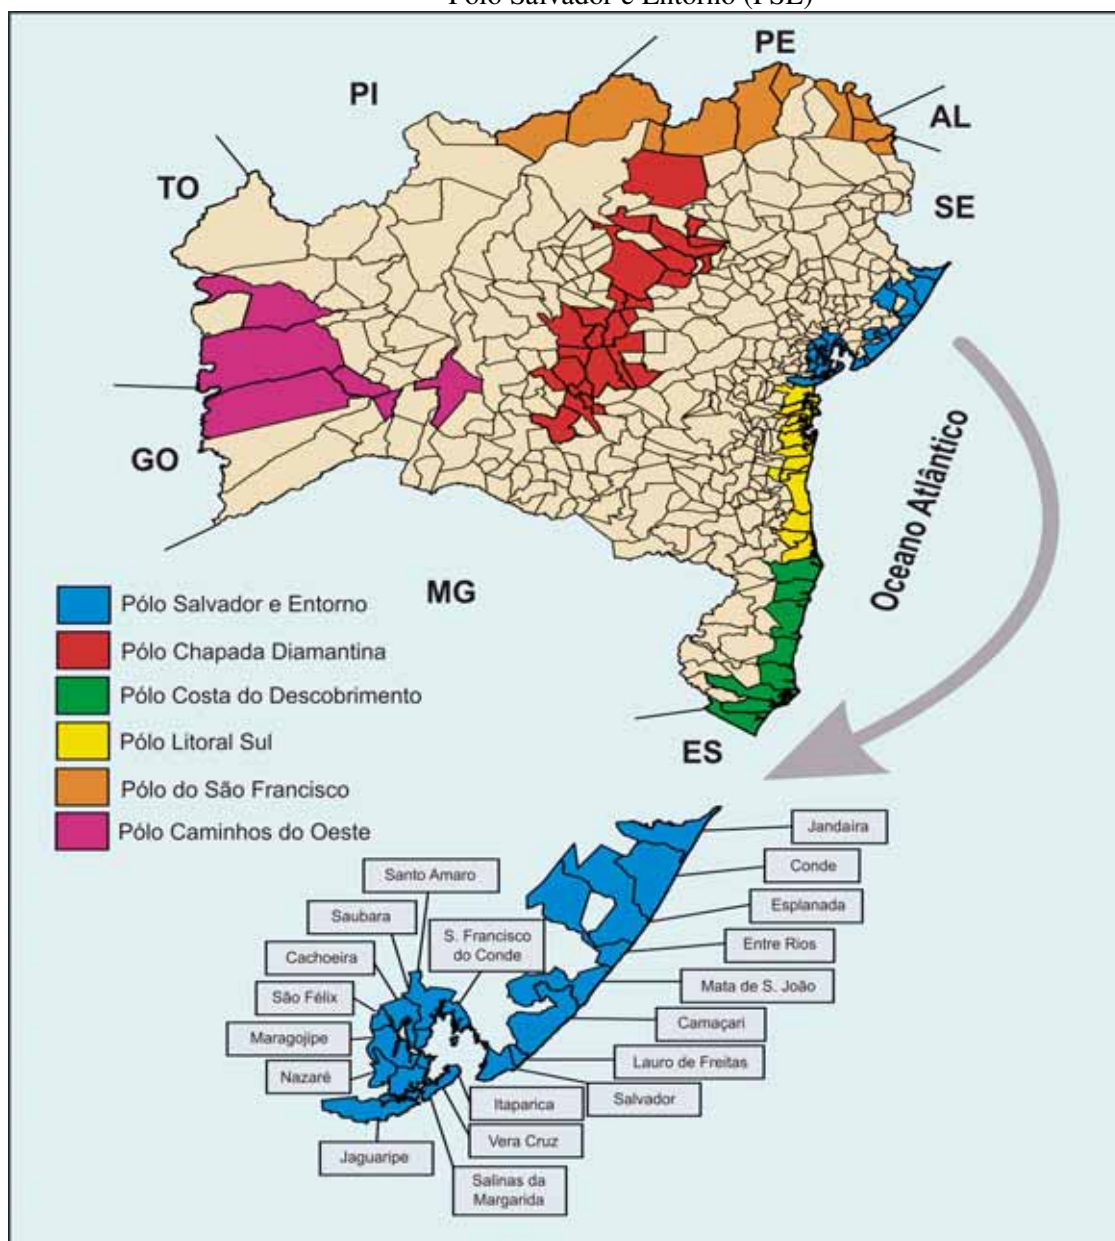 Pólo Salvador e Entorno (PSE)
PE
PI
AL
TO
SE
GO
Oceano Atlântico
MG
ES
Pólo Salvador e Entorno
Pólo Chapada Diamantina
Pólo Costa do Descobrimento
Pólo Litoral Sul
Pólo do São Francisco
Pólo Caminhos do Oeste
Jandaíra
Conde
Esplanada
Entre Rios
Mata de S. João
Camaçari
Lauro de Freitas
Salvador
Santo Amaro
Saubara
S. Francisco
do Conde
Cachoeira
São Félix
Maragojipe
Nazaré
Itaparica
Vera Cruz
Jaguaripe
Salinas da
Margarida